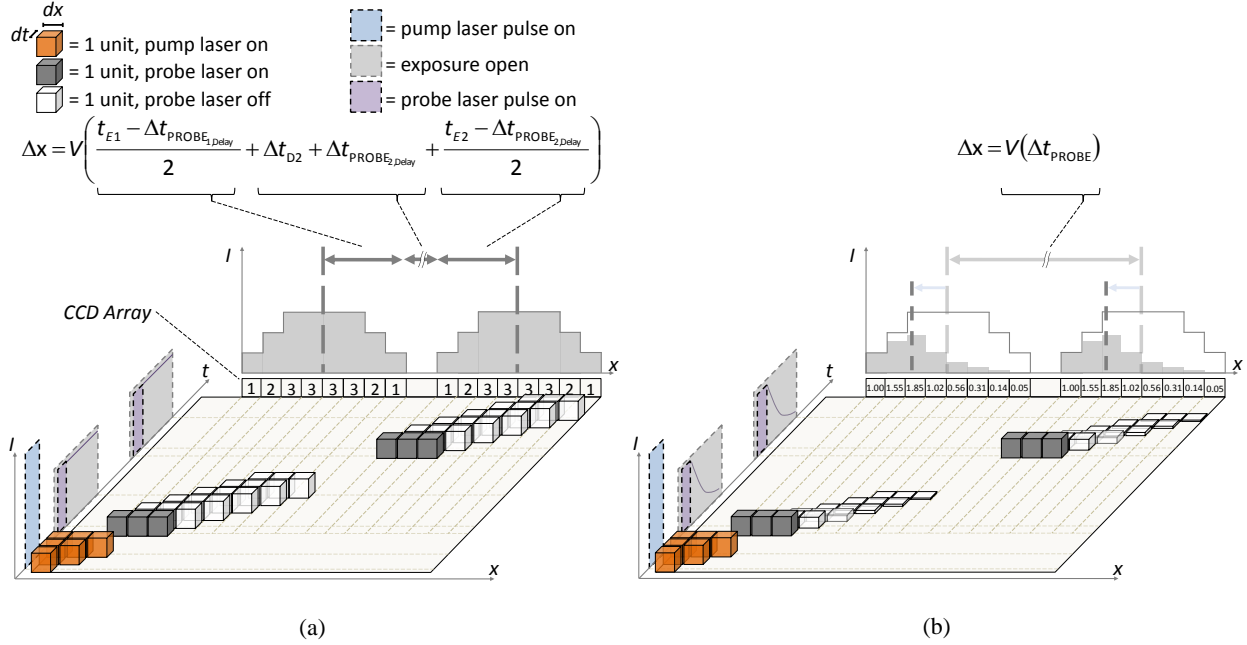 dx
dt
= 1 unit, pump laser on
= 1 unit, probe laser on
= 1 unit, probe laser off
= pump laser pulse on
= exposure open
= probe laser pulse on
Δx = V( (t_E1 − Δt_PROBE_1,Delay)/2 + Δt_D2 + Δt_PROBE_2,Delay + (t_E2 − Δt_PROBE_2,Delay)/2 )
I
CCD Array
x
t
1 2 3 3 3 3 2 1 1 2 3 3 3 3 2 1
I
x
(a)
Δx = V(Δt_PROBE)
I
x
t
1.00 1.55 1.85 1.02 0.56 0.31 0.14 0.05 1.00 1.55 1.85 1.02 0.56 0.31 0.14 0.05
I
x
(b)